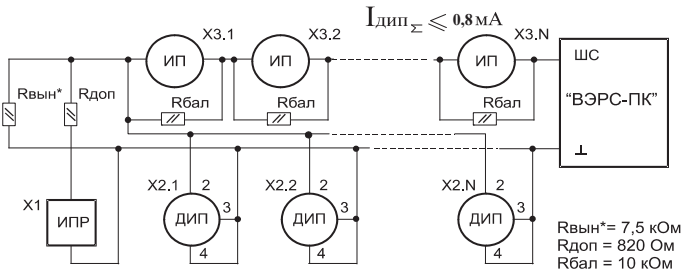 IДИП Σ ⩽ 0,8 мА
X3.1 X3.2 X3.N
ИП ИП ИП
ШС
Rвын* Rдоп Rбал Rбал Rбал
"ВЭРС-ПК"
⊥
X2.1 2 X2.2 2 X2.N 2
X1
ИПР ДИП 3 ДИП 3 ДИП 3
4 4 4
Rвын*= 7,5 кОм
Rдоп = 820 Ом
Rбал = 10 кОм